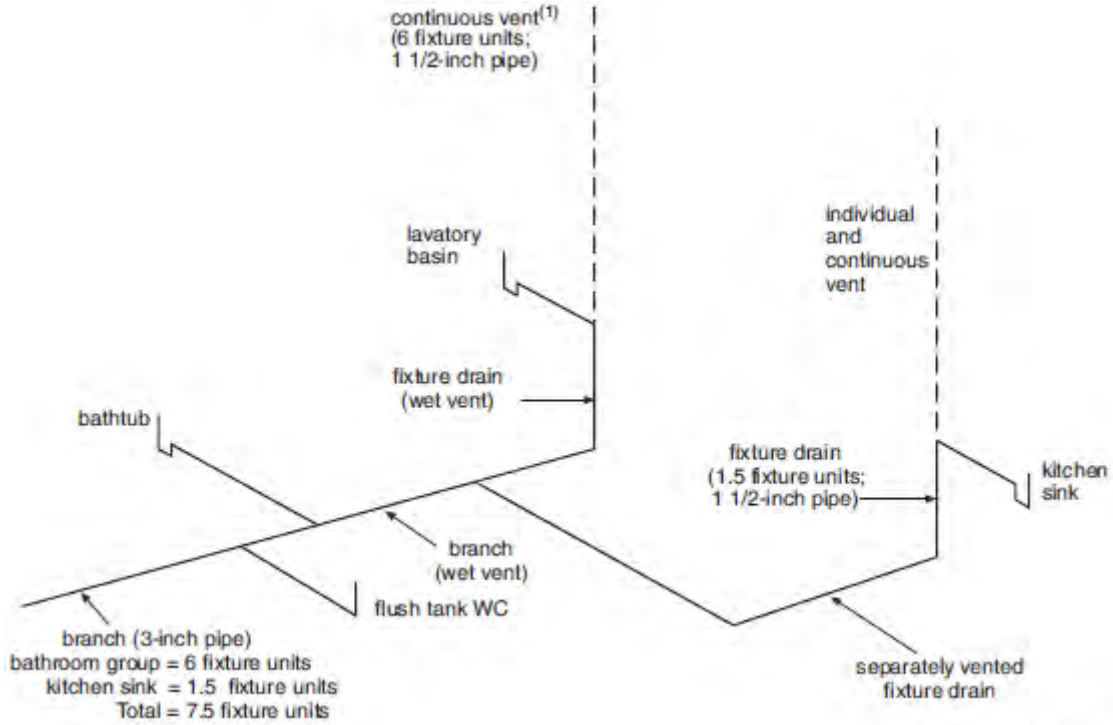 continuous vent(1)
(6 fixture units;
1 1/2-inch pipe)
individual
and
continuous
vent
lavatory
basin
fixture drain
(wet vent)
bathtub
fixture drain
(1.5 fixture units;
1 1/2-inch pipe)
kitchen
sink
branch
(wet vent)
flush tank WC
branch (3-inch pipe)
bathroom group = 6 fixture units
kitchen sink = 1.5 fixture units
Total = 7.5 fixture units
separately vented
fixture drain